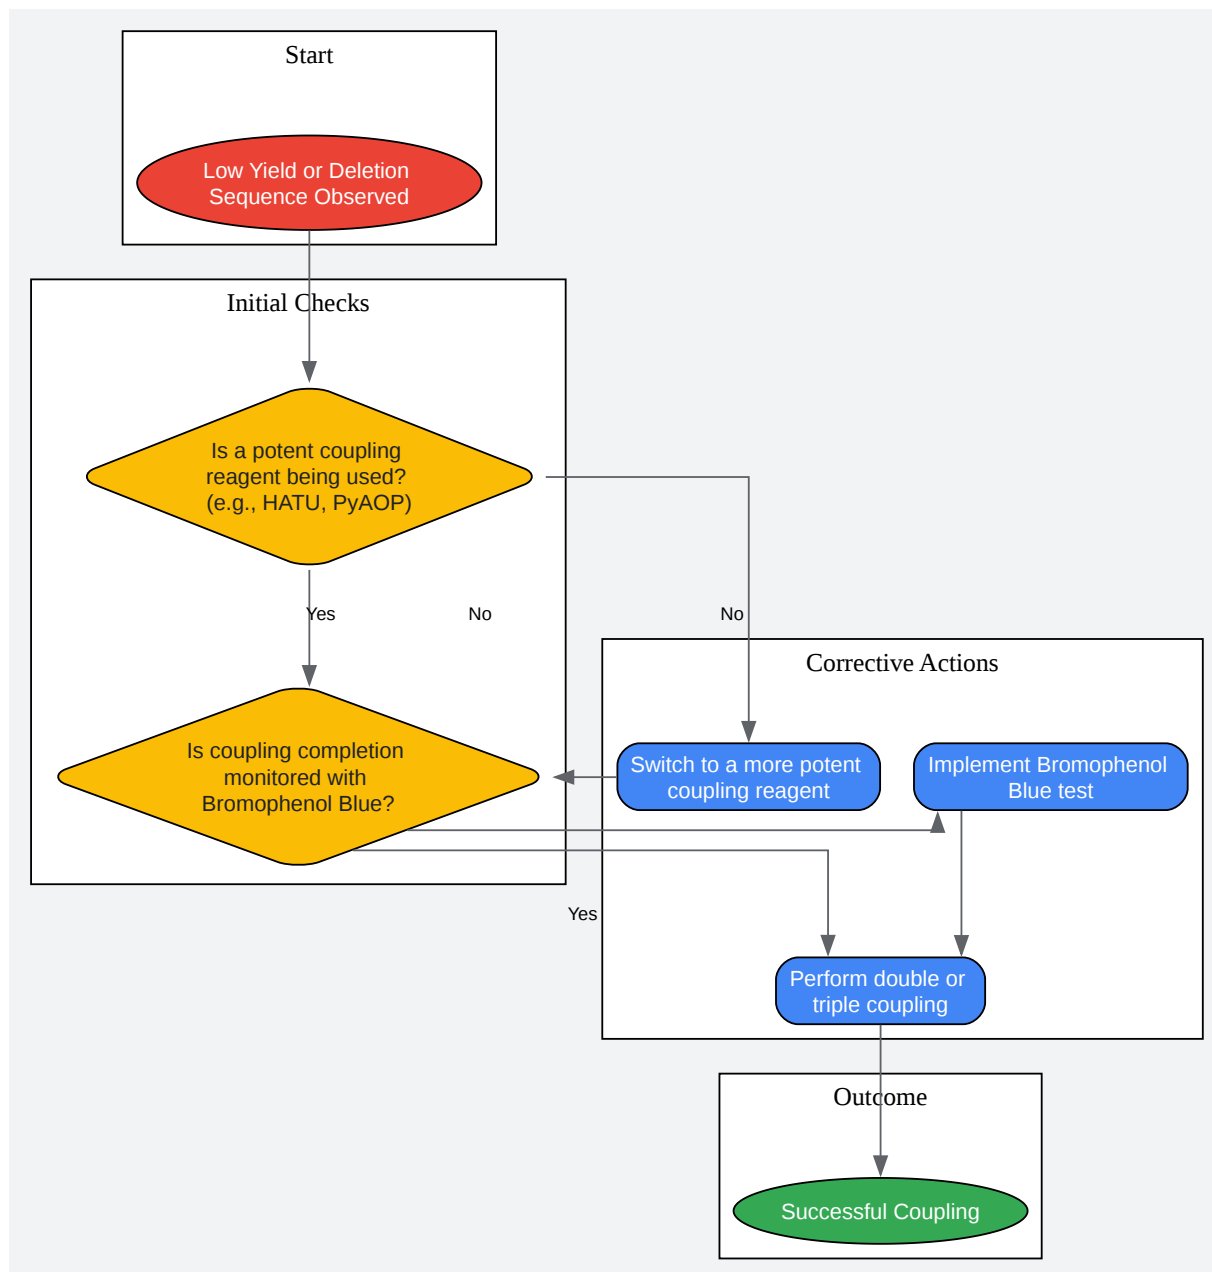 Start
Low Yield or Deletion
Sequence Observed
Initial Checks
Is a potent coupling
reagent being used?
(e.g., HATU, PyAOP)
Yes
No
No
Corrective Actions
Is coupling completion
monitored with
Bromophenol Blue?
Switch to a more potent
coupling reagent
Implement Bromophenol
Blue test
Yes
Perform double or
triple coupling
Outcome
Successful Coupling